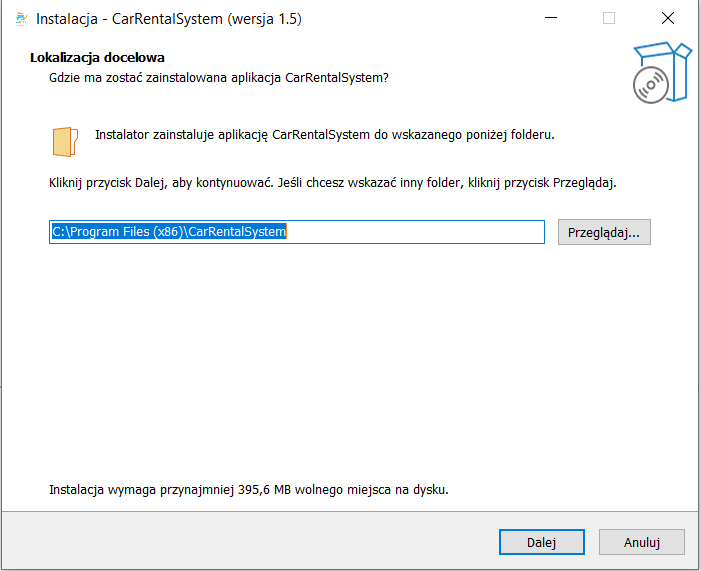 Instalacja - CarRentalSystem (wersja 1.5)
Lokalizacja docelowa
Gdzie ma zostać zainstalowana aplikacja CarRentalSystem?
Instalator zainstaluje aplikację CarRentalSystem do wskazanego poniżej folderu.
Kliknij przycisk Dalej, aby kontynuować. Jeśli chcesz wskazać inny folder, kliknij przycisk Przeglądaj.
C:\Program Files (x86)\CarRentalSystem
Przeglądaj...
Instalacja wymaga przynajmniej 395,6 MB wolnego miejsca na dysku.
Dalej
Anuluj